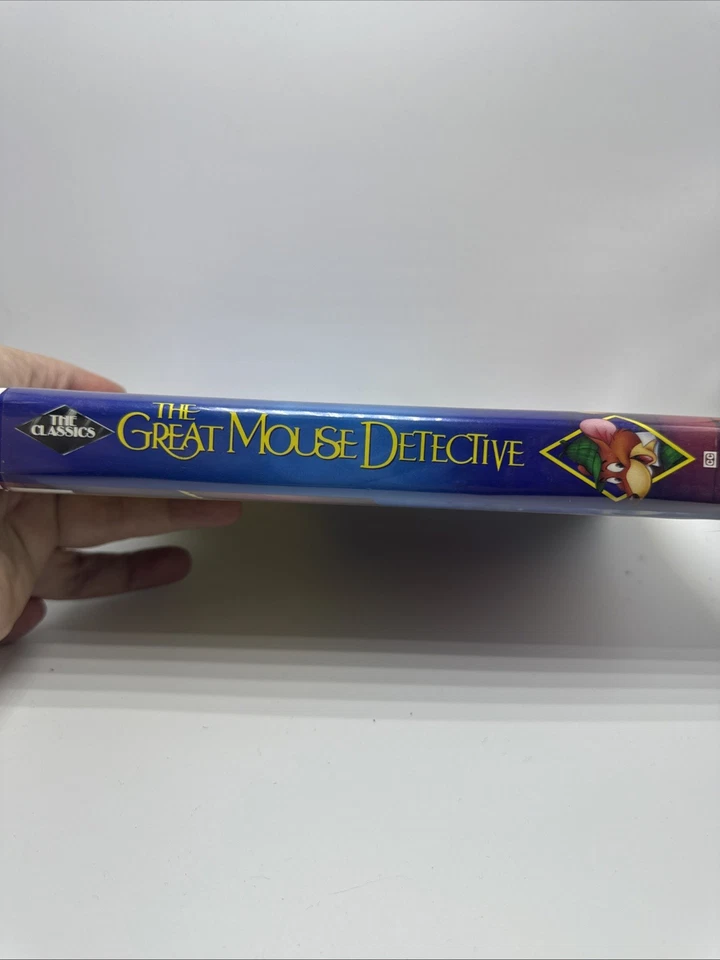 THE
CLASSICS
THE
GREAT MOUSE DETECTIVE
CC